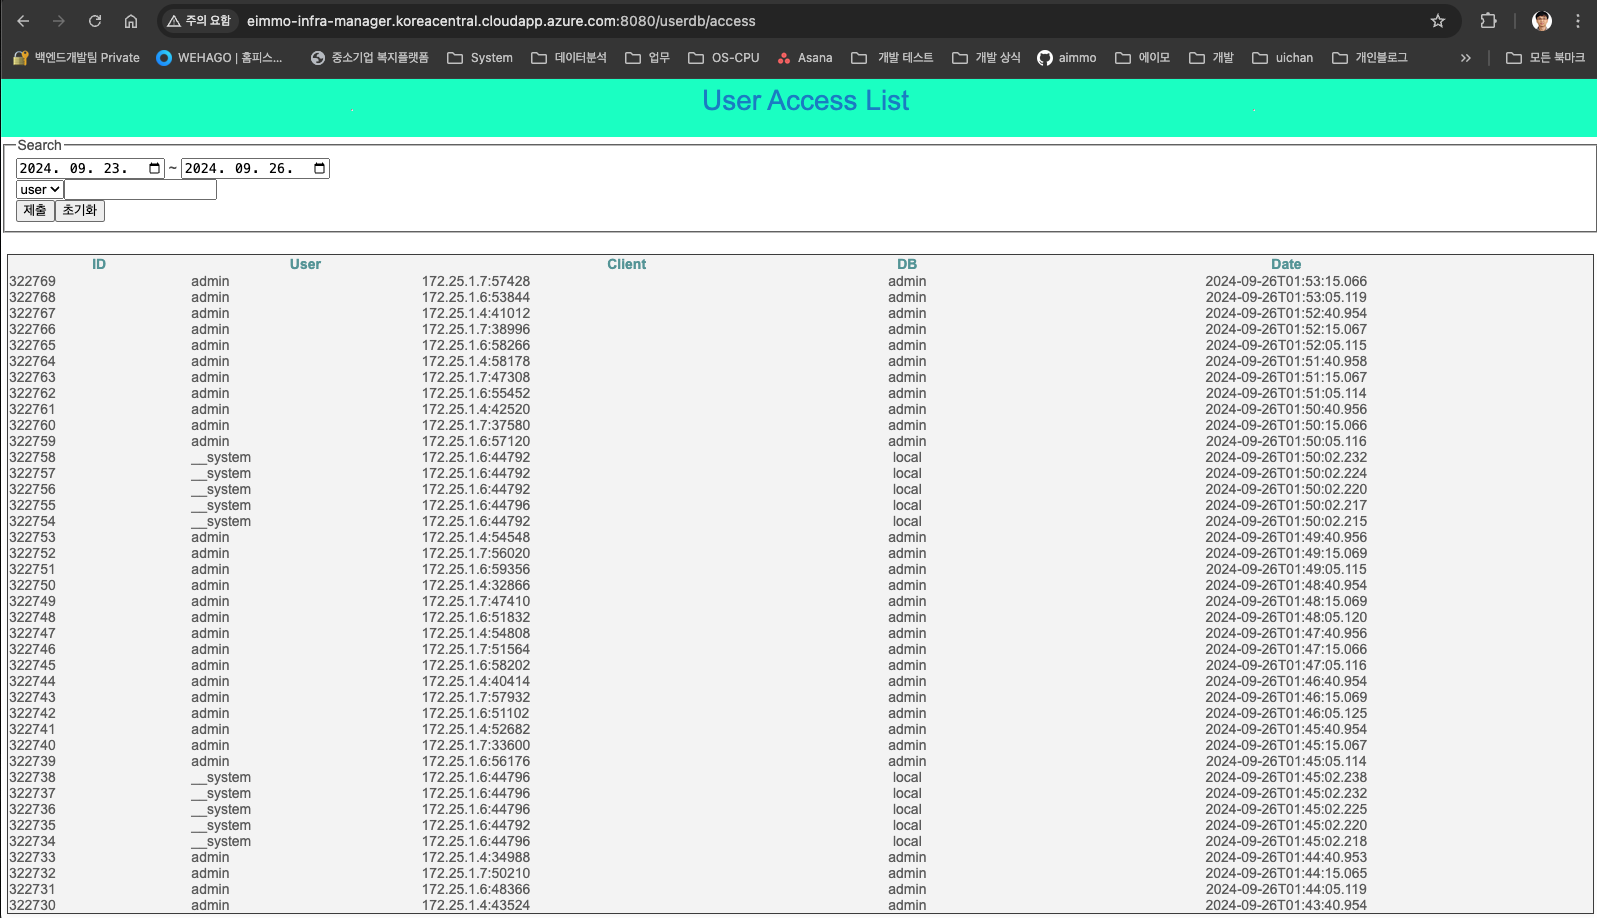 주의 요함 eimmo-infra-manager.koreacentral.cloudapp.azure.com:8080/userdb/access
백엔드개발팀 Private WEHAGO | 홈피스... 중소기업 복지플랫폼 System 데이터분석 업무 OS-CPU Asana 개발 테스트 개발 상식 aimmo 에이모 개발 uichan 개인블로그 » 모든 북마크
User Access List
Search
2024. 09. 23. ~ 2024. 09. 26.
user
제출 초기화
ID User Client DB Date
322769 admin 172.25.1.7:57428 admin 2024-09-26T01:53:15.066
322768 admin 172.25.1.6:53844 admin 2024-09-26T01:53:05.119
322767 admin 172.25.1.4:41012 admin 2024-09-26T01:52:40.954
322766 admin 172.25.1.7:38996 admin 2024-09-26T01:52:15.067
322765 admin 172.25.1.6:58266 admin 2024-09-26T01:52:05.115
322764 admin 172.25.1.4:58178 admin 2024-09-26T01:51:40.958
322763 admin 172.25.1.7:47308 admin 2024-09-26T01:51:15.067
322762 admin 172.25.1.6:55452 admin 2024-09-26T01:51:05.114
322761 admin 172.25.1.4:42520 admin 2024-09-26T01:50:40.956
322760 admin 172.25.1.7:37580 admin 2024-09-26T01:50:15.066
322759 admin 172.25.1.6:57120 admin 2024-09-26T01:50:05.116
322758 __system 172.25.1.6:44792 local 2024-09-26T01:50:02.232
322757 __system 172.25.1.6:44792 local 2024-09-26T01:50:02.224
322756 __system 172.25.1.6:44792 local 2024-09-26T01:50:02.220
322755 __system 172.25.1.6:44796 local 2024-09-26T01:50:02.217
322754 __system 172.25.1.6:44792 local 2024-09-26T01:50:02.215
322753 admin 172.25.1.4:54548 admin 2024-09-26T01:49:40.956
322752 admin 172.25.1.7:56020 admin 2024-09-26T01:49:15.069
322751 admin 172.25.1.6:59356 admin 2024-09-26T01:49:05.115
322750 admin 172.25.1.4:32866 admin 2024-09-26T01:48:40.954
322749 admin 172.25.1.7:47410 admin 2024-09-26T01:48:15.069
322748 admin 172.25.1.6:51832 admin 2024-09-26T01:48:05.120
322747 admin 172.25.1.4:54808 admin 2024-09-26T01:47:40.956
322746 admin 172.25.1.7:51564 admin 2024-09-26T01:47:15.066
322745 admin 172.25.1.6:58202 admin 2024-09-26T01:47:05.116
322744 admin 172.25.1.4:40414 admin 2024-09-26T01:46:40.954
322743 admin 172.25.1.7:57932 admin 2024-09-26T01:46:15.069
322742 admin 172.25.1.6:51102 admin 2024-09-26T01:46:05.125
322741 admin 172.25.1.4:52682 admin 2024-09-26T01:45:40.954
322740 admin 172.25.1.7:33600 admin 2024-09-26T01:45:15.067
322739 admin 172.25.1.6:56176 admin 2024-09-26T01:45:05.114
322738 __system 172.25.1.6:44796 local 2024-09-26T01:45:02.238
322737 __system 172.25.1.6:44796 local 2024-09-26T01:45:02.232
322736 __system 172.25.1.6:44796 local 2024-09-26T01:45:02.225
322735 __system 172.25.1.6:44792 local 2024-09-26T01:45:02.220
322734 __system 172.25.1.6:44796 local 2024-09-26T01:45:02.218
322733 admin 172.25.1.4:34988 admin 2024-09-26T01:44:40.953
322732 admin 172.25.1.7:50210 admin 2024-09-26T01:44:15.065
322731 admin 172.25.1.6:48366 admin 2024-09-26T01:44:05.119
322730 admin 172.25.1.4:43524 admin 2024-09-26T01:43:40.954